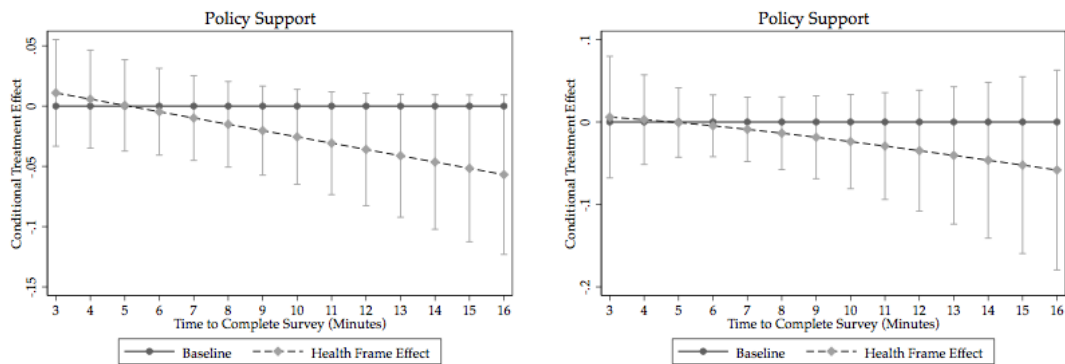 Policy Support
Conditional Treatment Effect
.05
0
-.05
-.1
-.15
3 4 5 6 7 8 9 10 11 12 13 14 15 16
Time to Complete Survey (Minutes)
Baseline Health Frame Effect
Policy Support
Conditional Treatment Effect
.1
0
-.1
-.2
3 4 5 6 7 8 9 10 11 12 13 14 15 16
Time to Complete Survey (Minutes)
Baseline Health Frame Effect